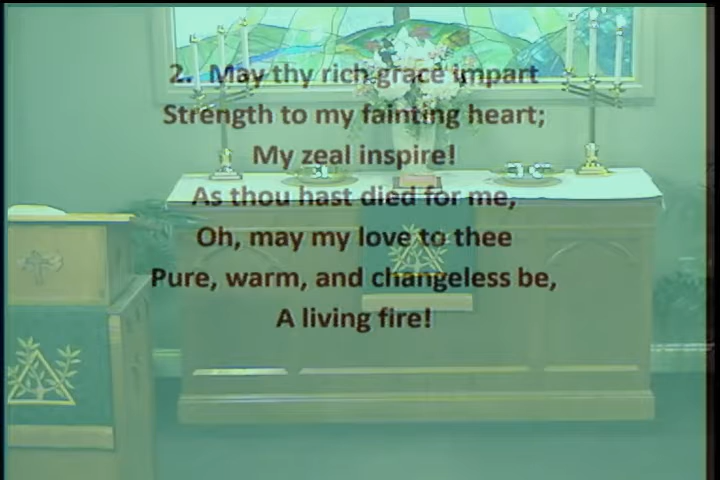 2. May thy rich grace impart
Strength to my fainting heart;
My zeal inspire!
As thou hast died for me,
Oh, may my love to thee
Pure, warm, and changeless be,
A living fire!